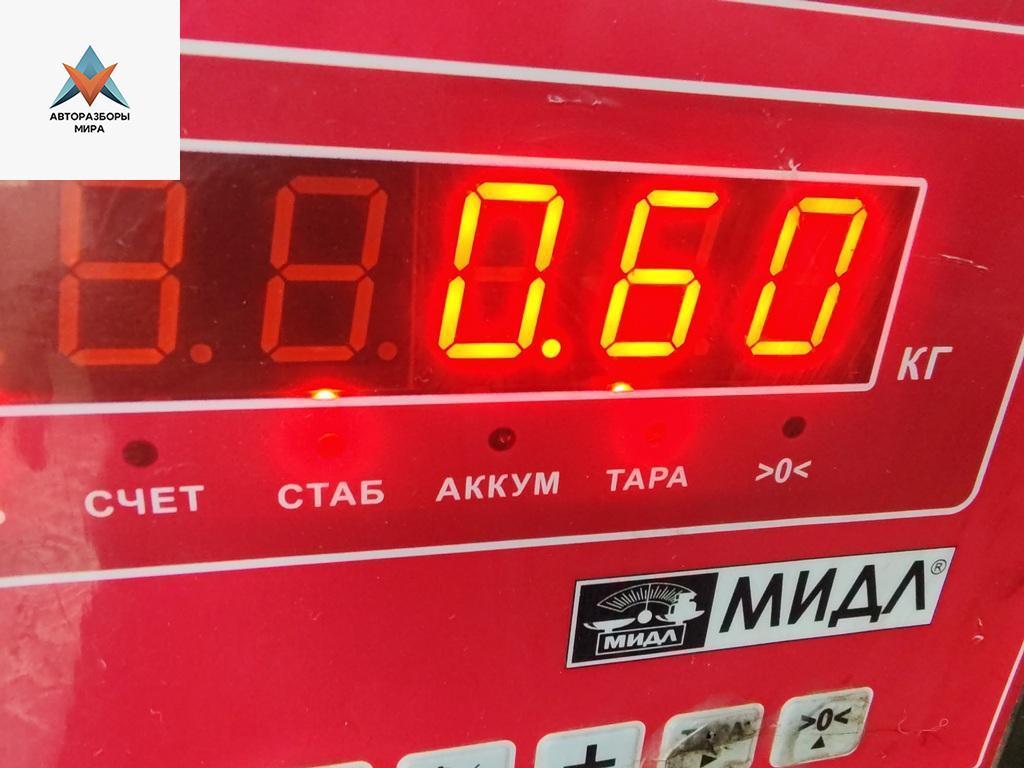 АВТОРАЗБОРЫ
МИРА
0.60
КГ
СЧЕТ СТАБ АККУМ ТАРА >0<
МИДЛ МИДЛ®
+ >0<